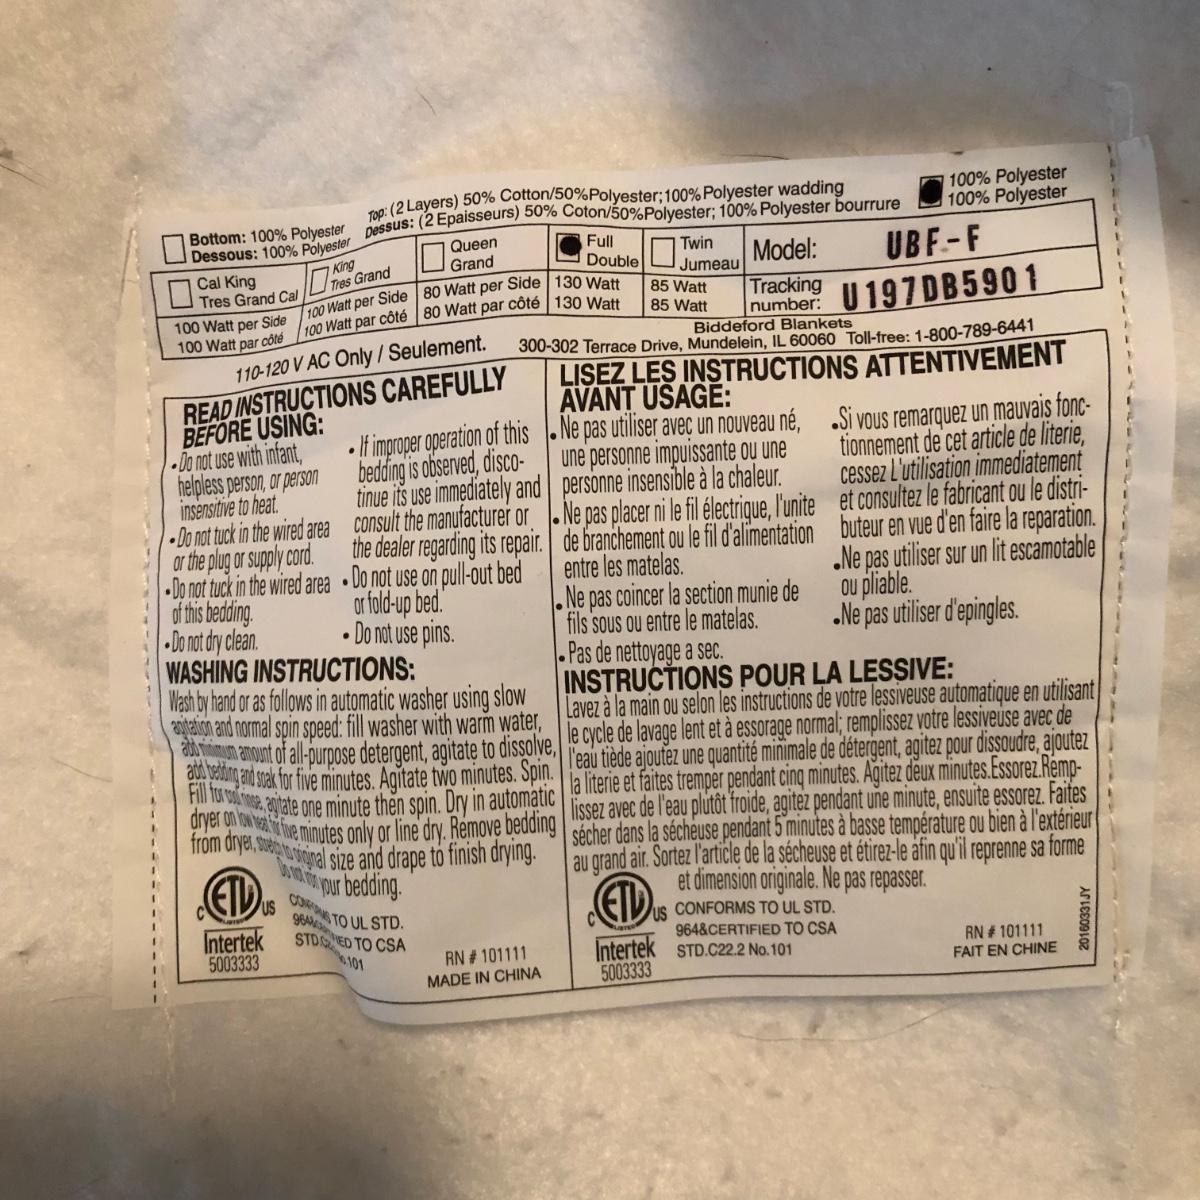 Top: (2 Layers) 50% Cotton/50%Polyester;100%Polyester wadding
Dessus: (2 Epaisseurs) 50% Coton/50%Polyester; 100% Polyester bourrure
100% Polyester
100% Polyester
Bottom: 100% Polyester
Dessous: 100% Polyester
Cal King
Tres Grand Cal
King
Tres Grand
Queen
Grand
Full
Double
Twin
Jumeau
Model: UBF-F
100 Watt per Side
100 Watt par côté
100 Watt per Side
100 Watt par côté
80 Watt per Side
80 Watt par côté
130 Watt
130 Watt
85 Watt
85 Watt
Tracking
number: U197DB5901
110-120 V AC Only / Seulement.
Biddeford Blankets
300-302 Terrace Drive, Mundelein, IL 60060 Toll-free: 1-800-789-6441
READ INSTRUCTIONS CAREFULLY
BEFORE USING:
•Do not use with infant,
helpless person, or person
insensitive to heat.
•Do not tuck in the wired area
or the plug or supply cord.
•Do not tuck in the wired area
of this bedding.
•Do not dry clean.
• If improper operation of this
bedding is observed, disco-
tinue its use immediately and
consult the manufacturer or
the dealer regarding its repair.
• Do not use on pull-out bed
or fold-up bed.
• Do not use pins.
WASHING INSTRUCTIONS:
Wash by hand or as follows in automatic washer using slow
agitation and normal spin speed: fill washer with warm water,
add minimum amount of all-purpose detergent, agitate to dissolve,
add bedding and soak for five minutes. Agitate two minutes. Spin.
Fill for cool rinse, agitate one minute then spin. Dry in automatic
dryer on low heat for five minutes only or line dry. Remove bedding
from dryer, stretch to original size and drape to finish drying.
Do not iron your bedding.
ETL
C US
LISTED
Intertek
5003333
CONFORMS TO UL STD.
964& TO CSA
STD.
No.101
RN # 101111
MADE IN CHINA
LISEZ LES INSTRUCTIONS ATTENTIVEMENT
AVANT USAGE:
• Ne pas utiliser avec un nouveau né,
une personne impuissante ou une
personne insensible à la chaleur.
• Ne pas placer ni le fil électrique, l'unite
de branchement ou le fil d'alimentation
entre les matelas.
• Ne pas coincer la section munie de
fils sous ou entre le matelas.
• Pas de nettoyage a sec.
•Si vous remarquez un mauvais fonc-
tionnement de cet article de literie,
cessez L'utilisation immediatement
et consultez le fabricant ou le distri-
buteur en vue d'en faire la reparation.
•Ne pas utiliser sur un lit escamotable
ou pliable.
•Ne pas utiliser d'epingles.
INSTRUCTIONS POUR LA LESSIVE:
Lavez à la main ou selon les instructions de votre lessiveuse automatique en utilisant
le cycle de lavage lent et à essorage normal; remplissez votre lessiveuse avec de
l'eau tiède ajoutez une quantité minimale de détergent, agitez pour dissoudre, ajoutez
la literie et faites tremper pendant cinq minutes. Agitez deux minutes.Essorez.Remp-
lissez avec de l'eau plutôt froide, agitez pendant une minute, ensuite essorez. Faites
sécher dans la sécheuse pendant 5 minutes à basse température ou bien à l'extérieur
au grand air. Sortez l'article de la sécheuse et étirez-le afin qu'il reprenne sa forme
et dimension originale. Ne pas repasser.
ETL
C US
LISTED
Intertek
5003333
CONFORMS TO UL STD.
964&CERTIFIED TO CSA
STD.C22.2 No.101
RN # 101111
FAIT EN CHINE
20160331JY